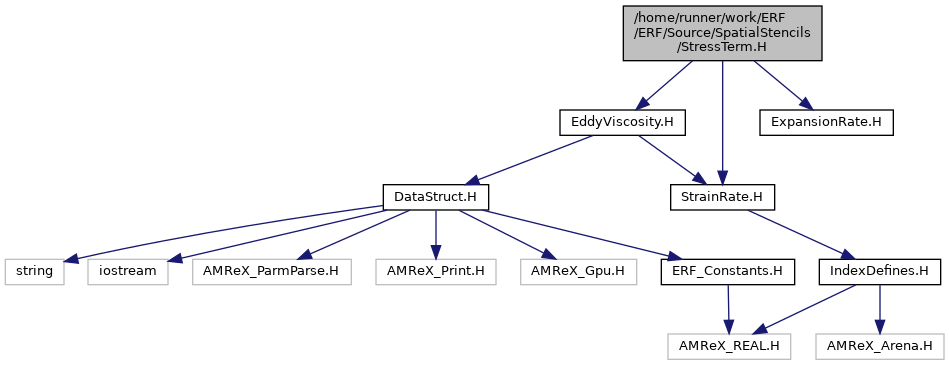 /home/runner/work/ERF
/ERF/Source/SpatialStencils
/StressTerm.H
EddyViscosity.H
ExpansionRate.H
DataStruct.H
StrainRate.H
string
iostream
AMReX_ParmParse.H
AMReX_Print.H
AMReX_Gpu.H
ERF_Constants.H
IndexDefines.H
AMReX_REAL.H
AMReX_Arena.H